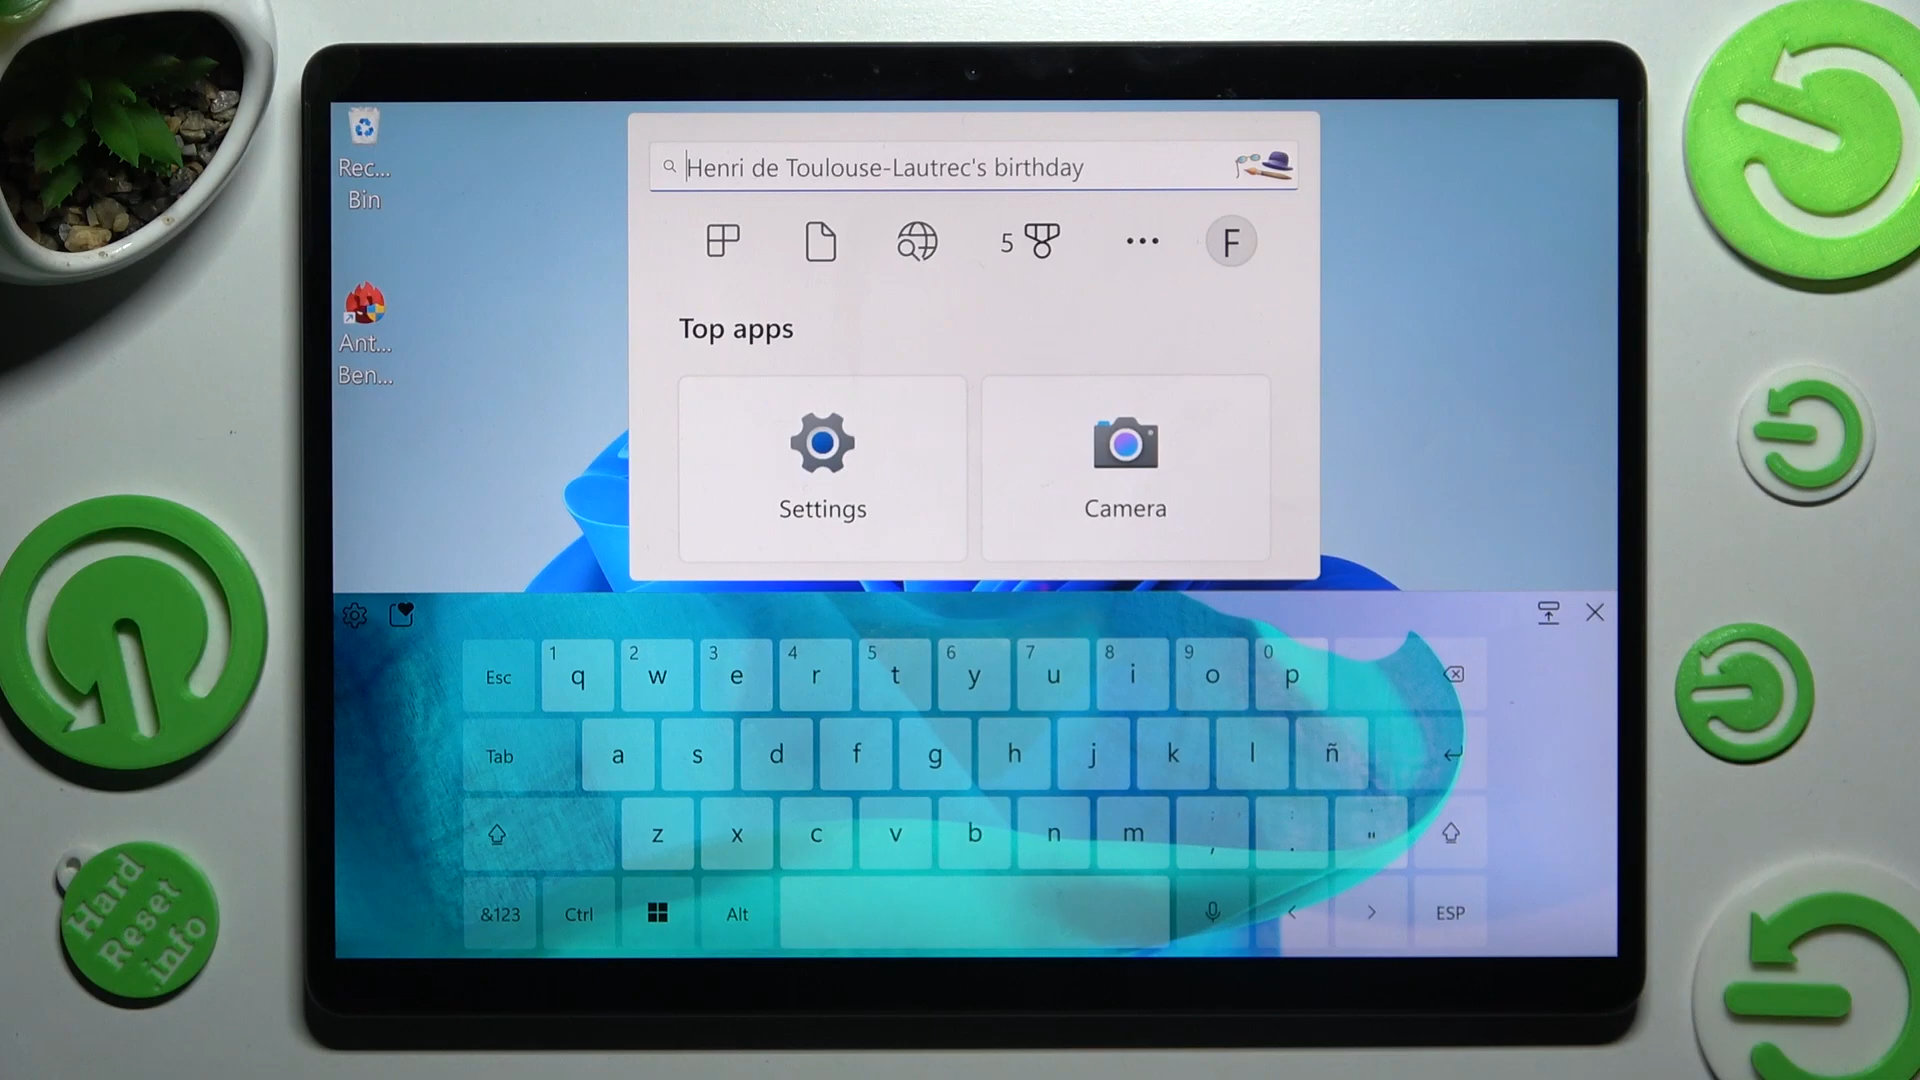 Rec...
Bin
Ant...
Ben...
Henri de Toulouse-Lautrec's birthday
5
F
Top apps
Settings
Camera
1 2 3 4 5 6 7 8 9 0
Esc q w e r t y u i o p
Tab a s d f g h j k l ñ
z x c v b n m , ; . : "
&123 Ctrl Alt < > ESP
Hard
Reset
info